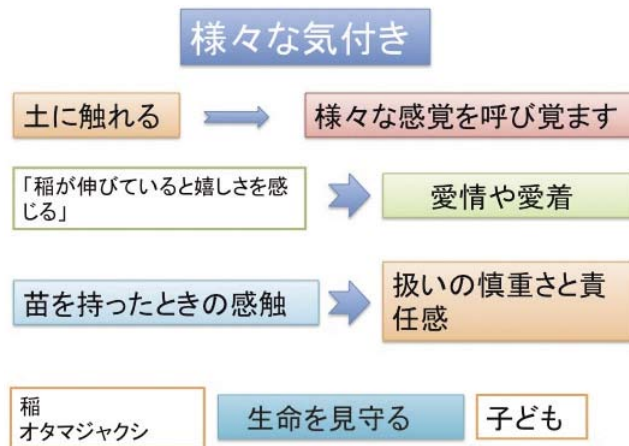 様々な気付き
土に触れる
様々な感覚を呼び覚ます
「稲が伸びていると嬉しさを感
じる」
愛情や愛着
苗を持ったときの感触
扱いの慎重さと責
任感
稲
オタマジャクシ
生命を見守る
子ども